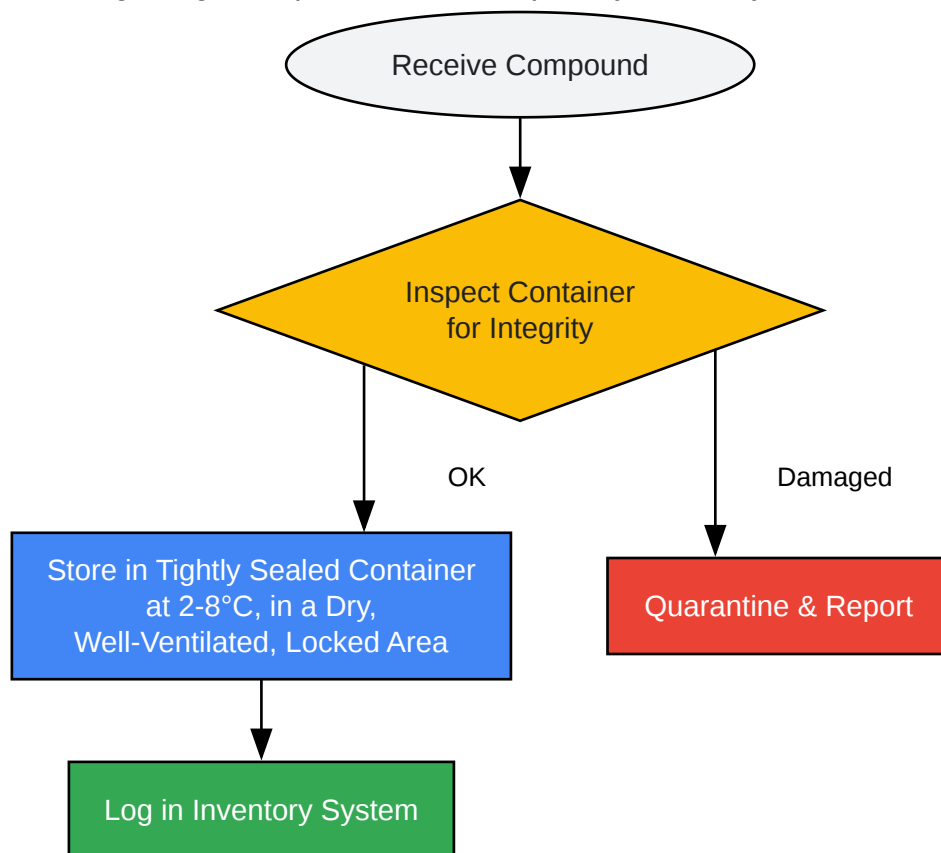 Receive Compound
Inspect Container
for Integrity
OK
Damaged
Store in Tightly Sealed Container
at 2-8°C, in a Dry,
Well-Ventilated, Locked Area
Quarantine & Report
Log in Inventory System